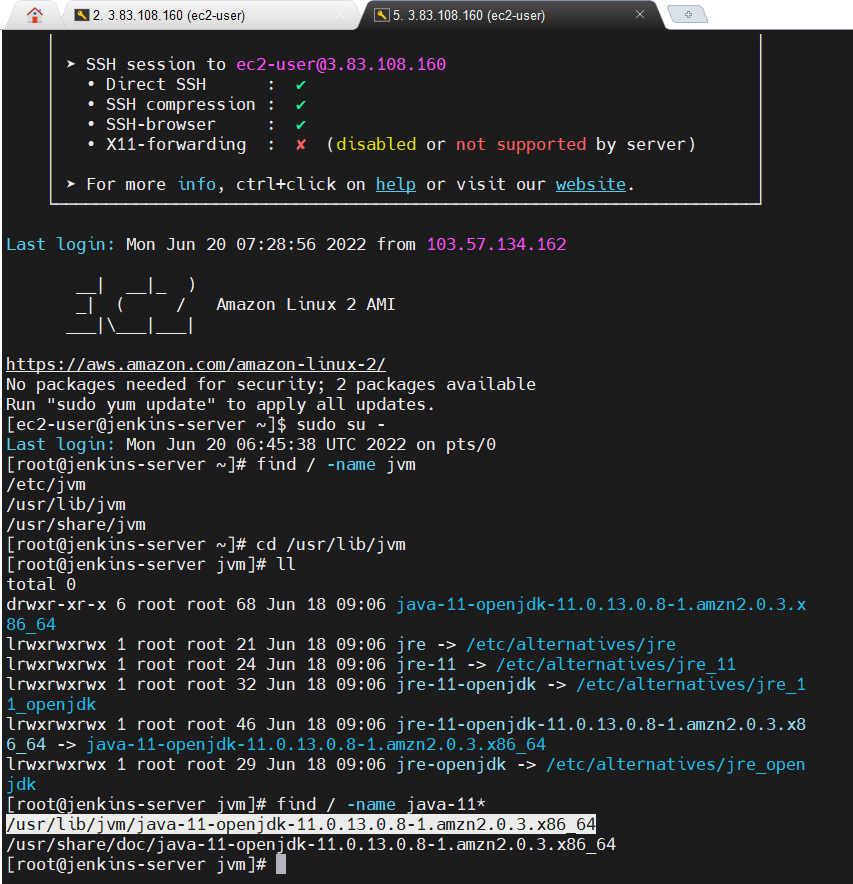 2. 3.83.108.160 (ec2-user)
5. 3.83.108.160 (ec2-user)
➤ SSH session to ec2-user@3.83.108.160
• Direct SSH      :  ✔
• SSH compression :  ✔
• SSH-browser     :  ✔
• X11-forwarding  :  ✘  (disabled or not supported by server)
➤ For more info, ctrl+click on help or visit our website.
Last login: Mon Jun 20 07:28:56 2022 from 103.57.134.162
       __|  __|_  )
       _|  (     /   Amazon Linux 2 AMI
      ___|\___|___|
https://aws.amazon.com/amazon-linux-2/
No packages needed for security; 2 packages available
Run "sudo yum update" to apply all updates.
[ec2-user@jenkins-server ~]$ sudo su -
Last login: Mon Jun 20 06:45:38 UTC 2022 on pts/0
[root@jenkins-server ~]# find / -name jvm
/etc/jvm
/usr/lib/jvm
/usr/share/jvm
[root@jenkins-server ~]# cd /usr/lib/jvm
[root@jenkins-server jvm]# ll
total 0
drwxr-xr-x 6 root root 68 Jun 18 09:06 java-11-openjdk-11.0.13.0.8-1.amzn2.0.3.x
86_64
lrwxrwxrwx 1 root root 21 Jun 18 09:06 jre -> /etc/alternatives/jre
lrwxrwxrwx 1 root root 24 Jun 18 09:06 jre-11 -> /etc/alternatives/jre_11
lrwxrwxrwx 1 root root 32 Jun 18 09:06 jre-11-openjdk -> /etc/alternatives/jre_1
1_openjdk
lrwxrwxrwx 1 root root 46 Jun 18 09:06 jre-11-openjdk-11.0.13.0.8-1.amzn2.0.3.x8
6_64 -> java-11-openjdk-11.0.13.0.8-1.amzn2.0.3.x86_64
lrwxrwxrwx 1 root root 29 Jun 18 09:06 jre-openjdk -> /etc/alternatives/jre_open
jdk
[root@jenkins-server jvm]# find / -name java-11*
/usr/lib/jvm/java-11-openjdk-11.0.13.0.8-1.amzn2.0.3.x86_64
/usr/share/doc/java-11-openjdk-11.0.13.0.8-1.amzn2.0.3.x86_64
[root@jenkins-server jvm]#